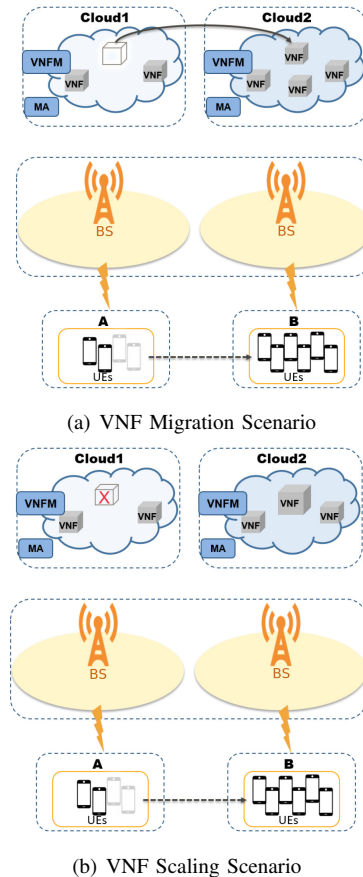 Cloud1 Cloud2
VNFM VNF VNF VNFM VNF VNF VNF VNF
MA MA
BS BS
A B
UEs UEs
(a) VNF Migration Scenario
Cloud1 Cloud2
VNFM VNF X VNF VNFM VNF VNF VNF
MA MA
BS BS
A B
UEs UEs
(b) VNF Scaling Scenario